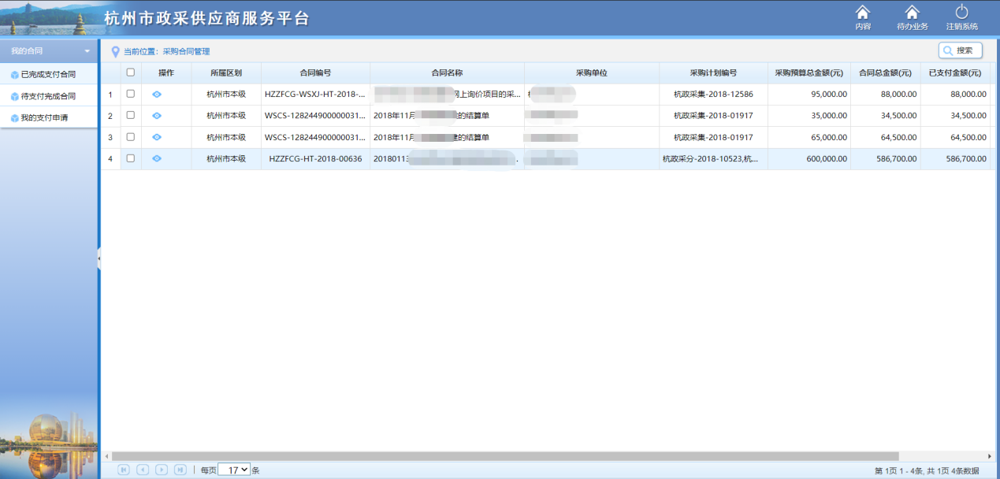 杭州市政采供应商服务平台
内容 待办业务 注销系统
我的合同
已完成支付合同
待支付完成合同
我的支付申请
当前位置：采购合同管理 搜索
操作 所属区划 合同编号 合同名称 采购单位 采购计划编号 采购预算总金额(元) 合同总金额(元) 已支付金额(元)
1 杭州市本级 HZZFCG-WSXJ-HT-2018-... 网上询价项目的采... 杭政采集-2018-12586 95,000.00 88,000.00 88,000.00
2 杭州市本级 WSCS-128244900000031... 2018年11月 的结算单 杭政采集-2018-01917 35,000.00 34,500.00 34,500.00
3 杭州市本级 WSCS-128244900000031... 2018年11月 建的结算单 杭政采集-2018-01917 65,000.00 64,500.00 64,500.00
4 杭州市本级 HZZFCG-HT-2018-00636 2018011 杭政采分-2018-10523,杭... 600,000.00 586,700.00 586,700.00
每页 17 条 第 1页 1 - 4条, 共 1页 4条数据